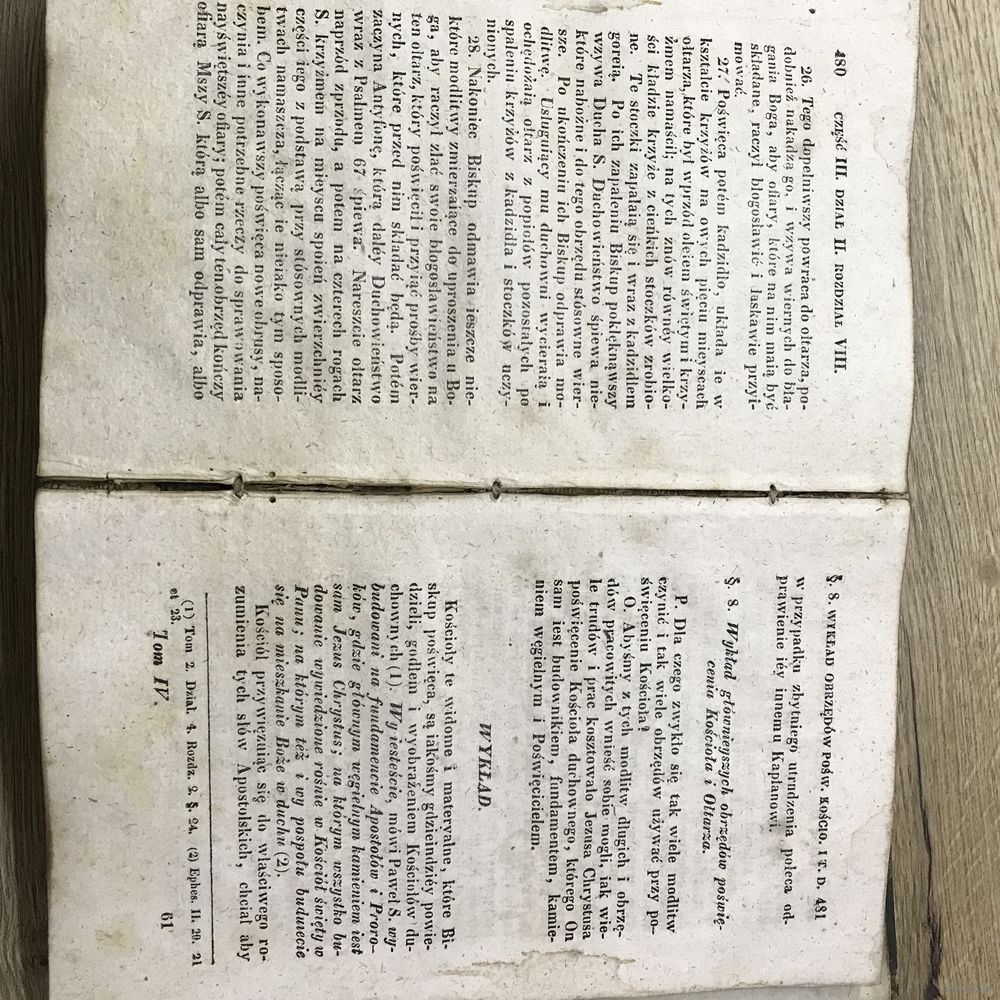 480 CZĘŚĆ III. DZIAŁ II. ROZDZIAŁ VIII.
26. Tego dopełniwszy powráca do ołtarza, po-
dobnież nakadzą go, i wzywa wiernych do bła-
gania Boga, aby ofiary, które na nim maią być
składane, raczył błogosławić i łaskawie przyi-
mować.
27. Poświęca potém kadzidło, układa ie w
kształcie krzyżów na owych pięciu mieyscach
ołtarza, które był wprzód oleiem świętym i krzy-
żmem namaścił; na tych znów równéy wielko-
ści kładzie krzyże z cieńkich stoczków zrobio-
ne. Te stoczki zapalaią się i wraz z kadzidłem
goreią. Po ich zapaleniu Biskup poklęknąwszy
wzywa Ducha S. Duchowieństwo śpiewa nie-
które nabożne i do tego obrzędu stósowne wier-
sze. Po ukończeniu ich Biskup odprawia mo-
dlitwę. Usługuiący mu duchowni wycieraią i
ochędożaią ołtarz z popiołów pozostałych po
spaleniu krzyżów z kadzidła i stoczków uczy-
nionych.
28. Nakoniec Biskup odmawia ieszcze nie-
które modlitwy zmierzaiące do uproszenia u Bo-
ga, aby raczył zlać swoie błogosławieństwo na
ten ołtarz, który poświęcił i przyiąć prośby wier-
nych, które przed nim składać będą. Potém
zaczyna Antyfonę, którą daléy Duchowieństwo
wraz z Psalmem 67 śpiewa. Nareszcie ołtarz
naprzód zprzodu, a potem na czterech rogach
S. krzyżmem na mieyscu spoień zwierzchniéy
części iego z podstawą przy stósownych modli-
twach namaszcza, łącząc ie nieiako tym sposo-
bem. Co wykonawszy poświęca nowe obrusy, na-
czynia i inne potrzebne rzeczy do sprawowania
nayświętszéy ofiary; potém cały ten obrzęd kończy
ofiarą Mszy S. którą albo sam odprawia, albo
§. 8. WYKŁAD OBRZĘDÓW POŚW. KOŚCIO. I T. D. 481
w przypadku zbytniego utrudzenia poleca od-
prawienie iéy innemu Kapłanowi.
§. 8. Wykład głównieyszych obrzędów poświę-
cenia Kościoła i Ołtarza.
P. Dla czego zwykło się tak wiele modlitw
czynić i tak wiele obrzędów używać przy po-
święceniu Kościoła?
O. Abyśmy z tych modlitw długich i obrzę-
dów pracowitych wnieść sobie mogli, iak wie-
le trudów i prac kosztowało Jezusa Chrystusa
poświęcenie Kościoła duchownego, którego On
sam iest budownikiem, fundamentem, kamie-
niem węgielnym i Poświęcicielem.
WYKŁAD.
Kościoły te widome i materyalne, które Bi-
skup poświęca, są iakośmy gdzieindziéy powie-
dzieli, godłem i wyobrażeniem Kościołów du-
chownych (1). Wy iesteście, mówi Paweł S. wy-
budowani na fundamencie Apostołów i Proro-
ków, gdzie głównym węgielnym kamieniem iest
sam Jezus Chrystus; na którym wszystko bu-
dowanie wywiedzione rośnie w Kościół święty w
Panu; na którym też i wy pospołu buduiecie
się na mieszkanie Boże w duchu (2).
Kościół przywięzuiąc się do właściwego ro-
zumienia tych słów Apostolskich, chciał aby
(1) Tom 2. Dział. 4. Rozdz. 2. §. 24. (2) Ephes. II. 20. 21
et 23.
Tom IV. 61